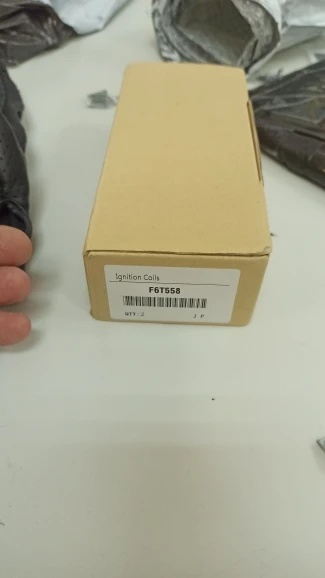 Ignition Coils
F6T558
QTY:2 J P